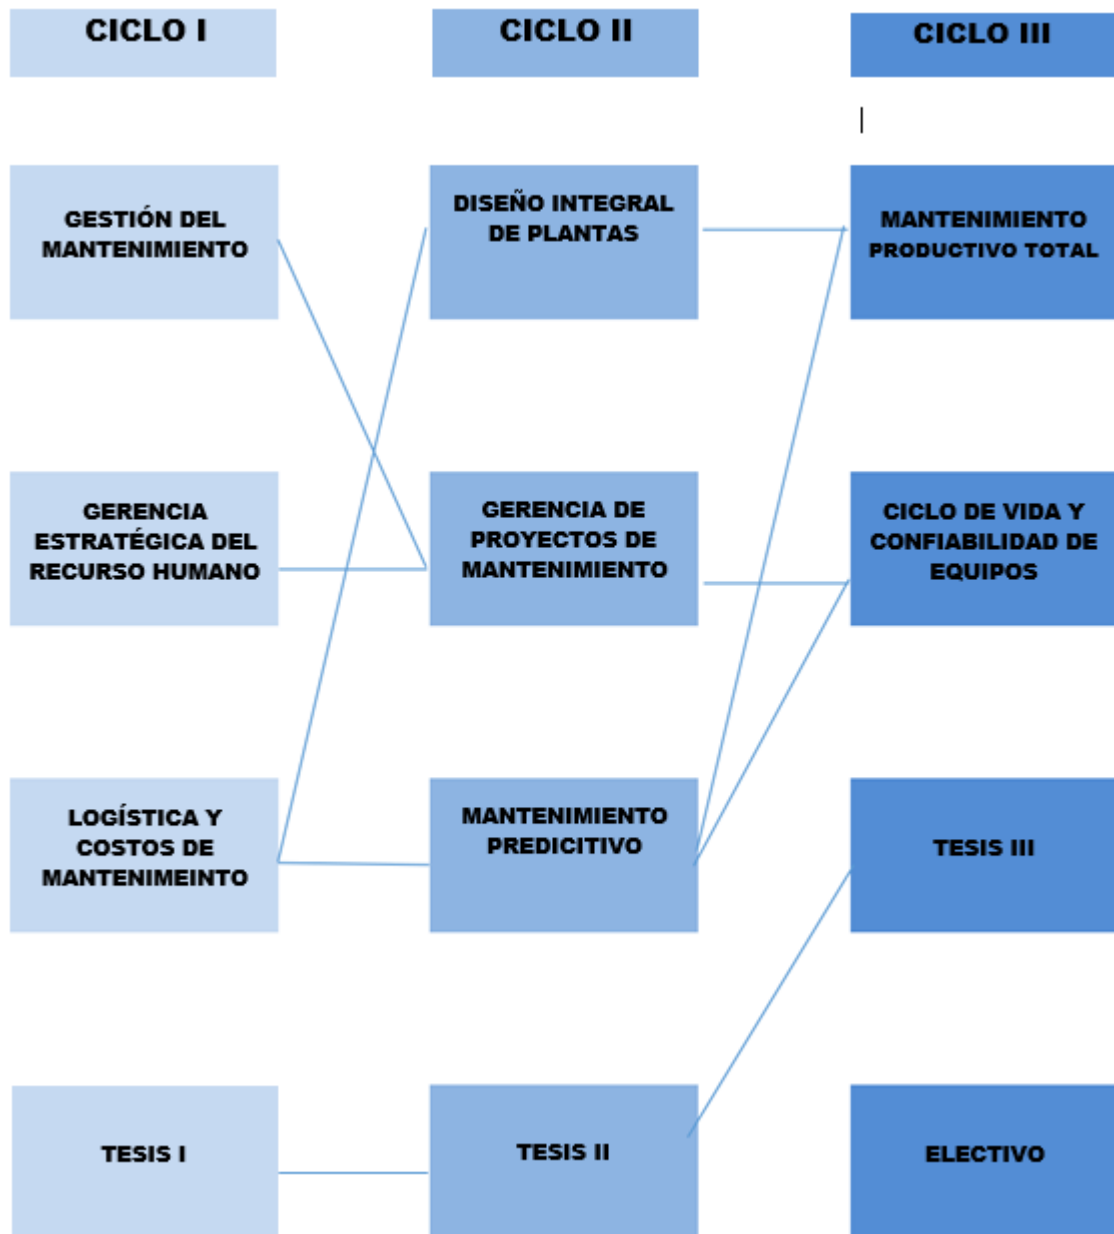 CICLO I
CICLO II
CICLO III
GESTIÓN DEL
MANTENIMIENTO
DISEÑO INTEGRAL
DE PLANTAS
MANTENIMIENTO
PRODUCTIVO TOTAL
GERENCIA
ESTRATÉGICA DEL
RECURSO HUMANO
GERENCIA DE
PROYECTOS DE
MANTENIMIENTO
CICLO DE VIDA Y
CONFIABILIDAD DE
EQUIPOS
LOGÍSTICA Y
COSTOS DE
MANTENIMEINTO
MANTENIMIENTO
PREDICITIVO
TESIS III
TESIS I
TESIS II
ELECTIVO